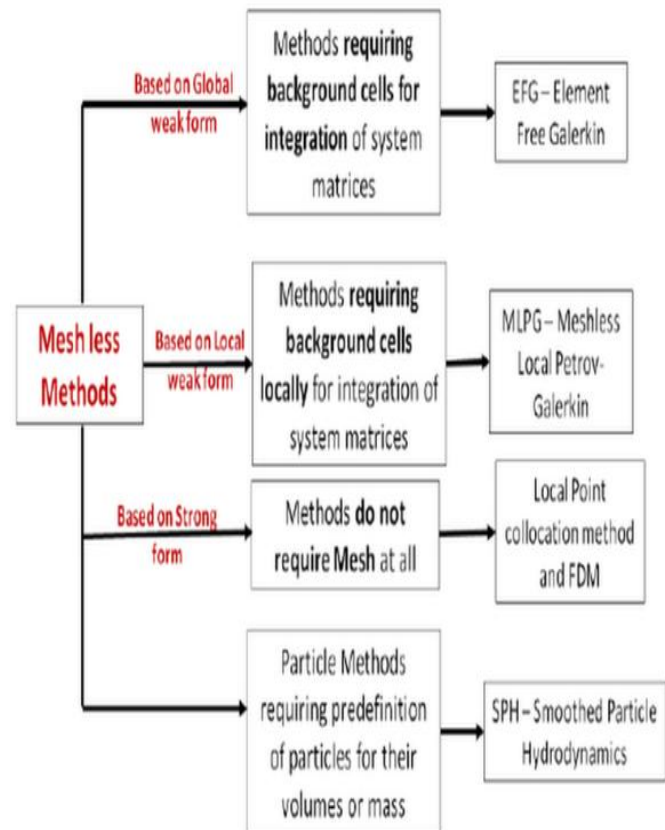 Methods requiring
background cells for
integration of system
matrices
Based on Global
weak form
EFG – Element
Free Galerkin
Mesh less
Methods
Based on Local
weak form
Methods requiring
background cells
locally for integration of
system matrices
MLPG – Meshless
Local Petrov-
Galerkin
Based on Strong
form
Methods do not
require Mesh at all
Local Point
collocation method
and FDM
Particle Methods
requiring predefinition
of particles for their
volumes or mass
SPH – Smoothed Particle
Hydrodynamics